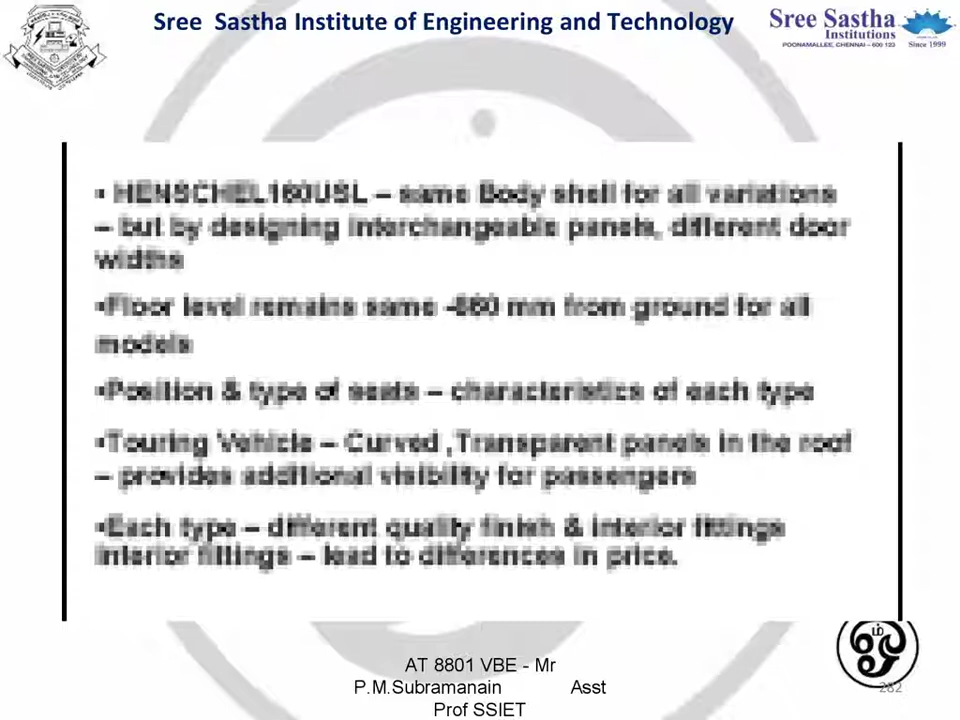 Sree Sastha Institute of Engineering and Technology
Sree Sastha
Institutions
POONAMALLEE, CHENNAI – 600 123
Since 1999
• HENSCHEL160USL – same Body shell for all variations
– but by designing interchangeable panels, different door
widths
•Floor level remains same - mm from ground for all
models
•Position & type of seats – characteristics of each type
•Touring Vehicle – Curved ,Transparent panels in the roof
– provides additional visibility for passengers
•Each type – different quality finish & interior fittings
interior fittings – lead to differences in price.
ஓம்
AT 8801 VBE - Mr
P.M.Subramanain Asst
Prof SSIET
282